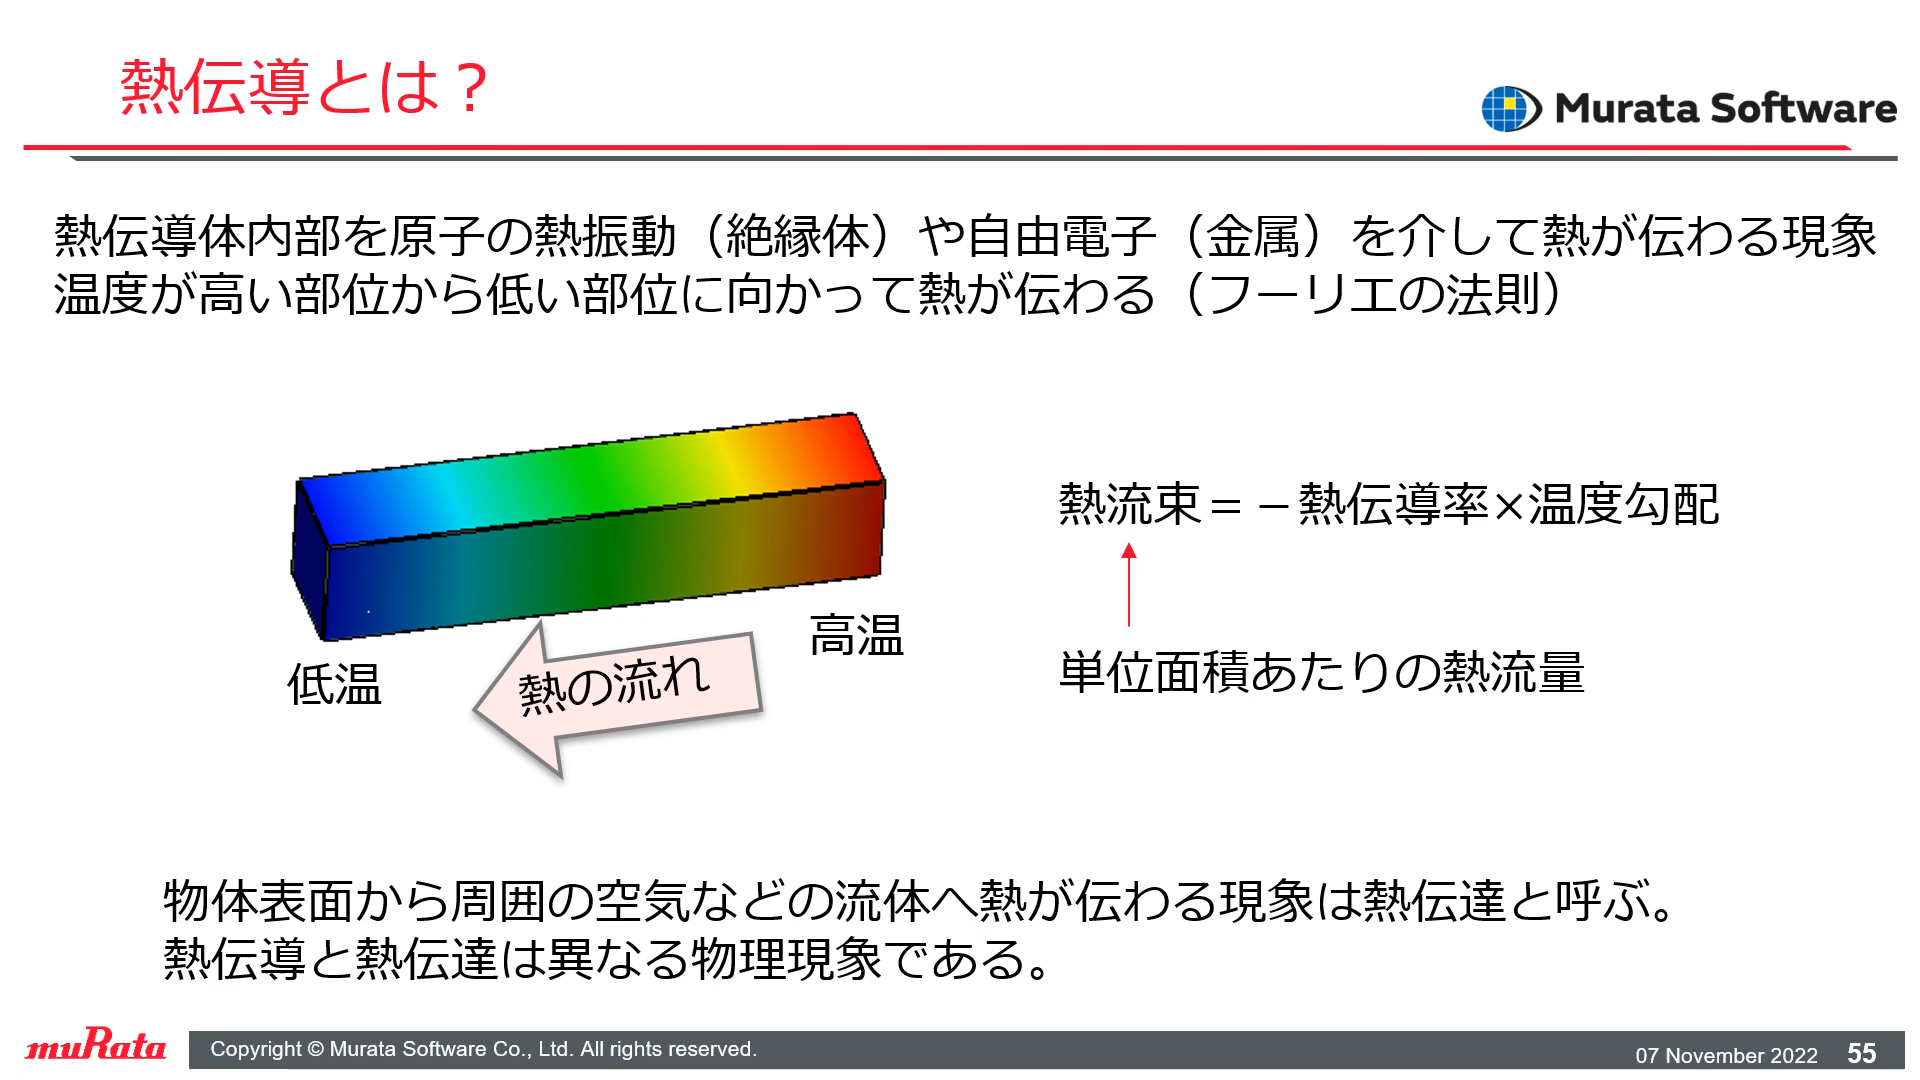 熱伝導とは？
Murata Software
熱伝導体内部を原子の熱振動（絶縁体）や自由電子（金属）を介して熱が伝わる現象
温度が高い部位から低い部位に向かって熱が伝わる（フーリエの法則）
熱流束＝－熱伝導率×温度勾配
高温
低温
熱の流れ
単位面積あたりの熱流量
物体表面から周囲の空気などの流体へ熱が伝わる現象は熱伝達と呼ぶ。
熱伝導と熱伝達は異なる物理現象である。
muRata
Copyright © Murata Software Co., Ltd. All rights reserved.
07 November 2022
55